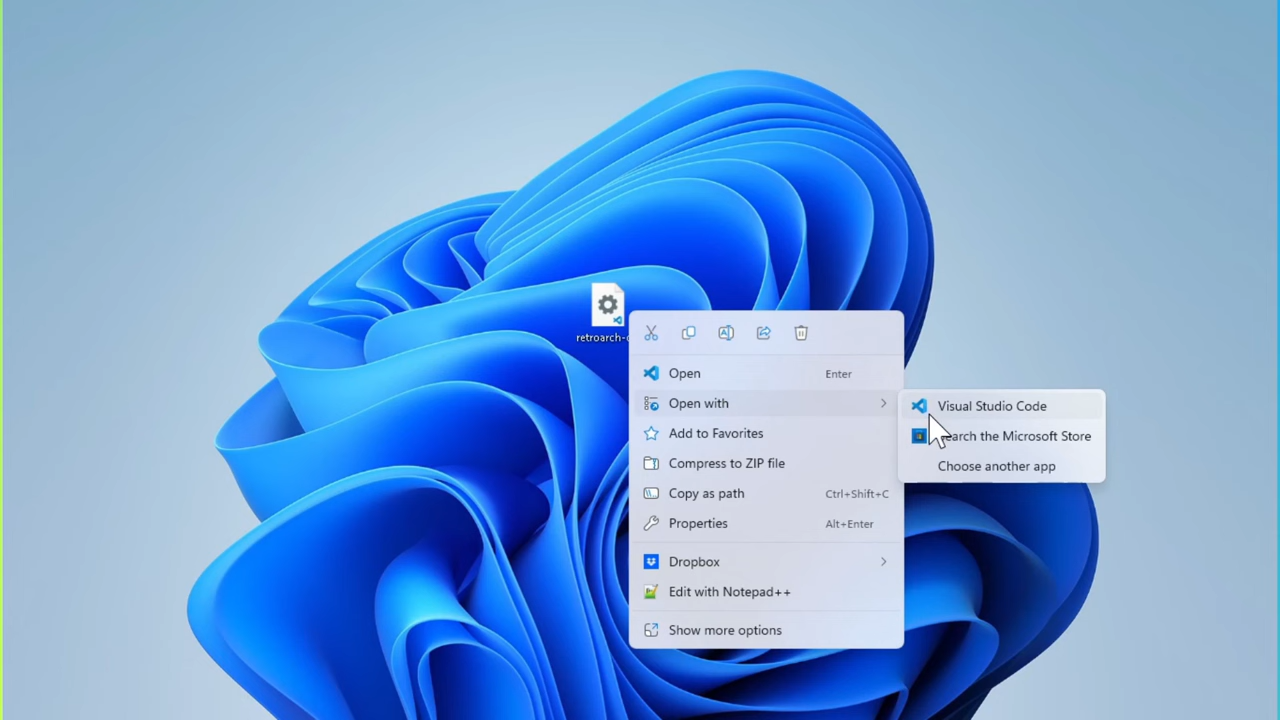 retroarch-c
Open Enter
Open with
Add to Favorites
Compress to ZIP file
Copy as path Ctrl+Shift+C
Properties Alt+Enter
Dropbox
Edit with Notepad++
Show more options
Visual Studio Code
earch the Microsoft Store
Choose another app